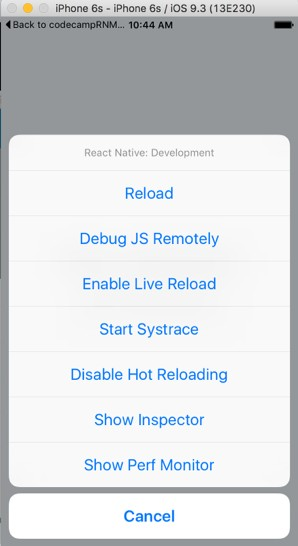 iPhone 6s - iPhone 6s / iOS 9.3 (13E230)
Back to codecampRNM... 10:44 AM
React Native: Development
Reload
Debug JS Remotely
Enable Live Reload
Start Systrace
Disable Hot Reloading
Show Inspector
Show Perf Monitor
Cancel